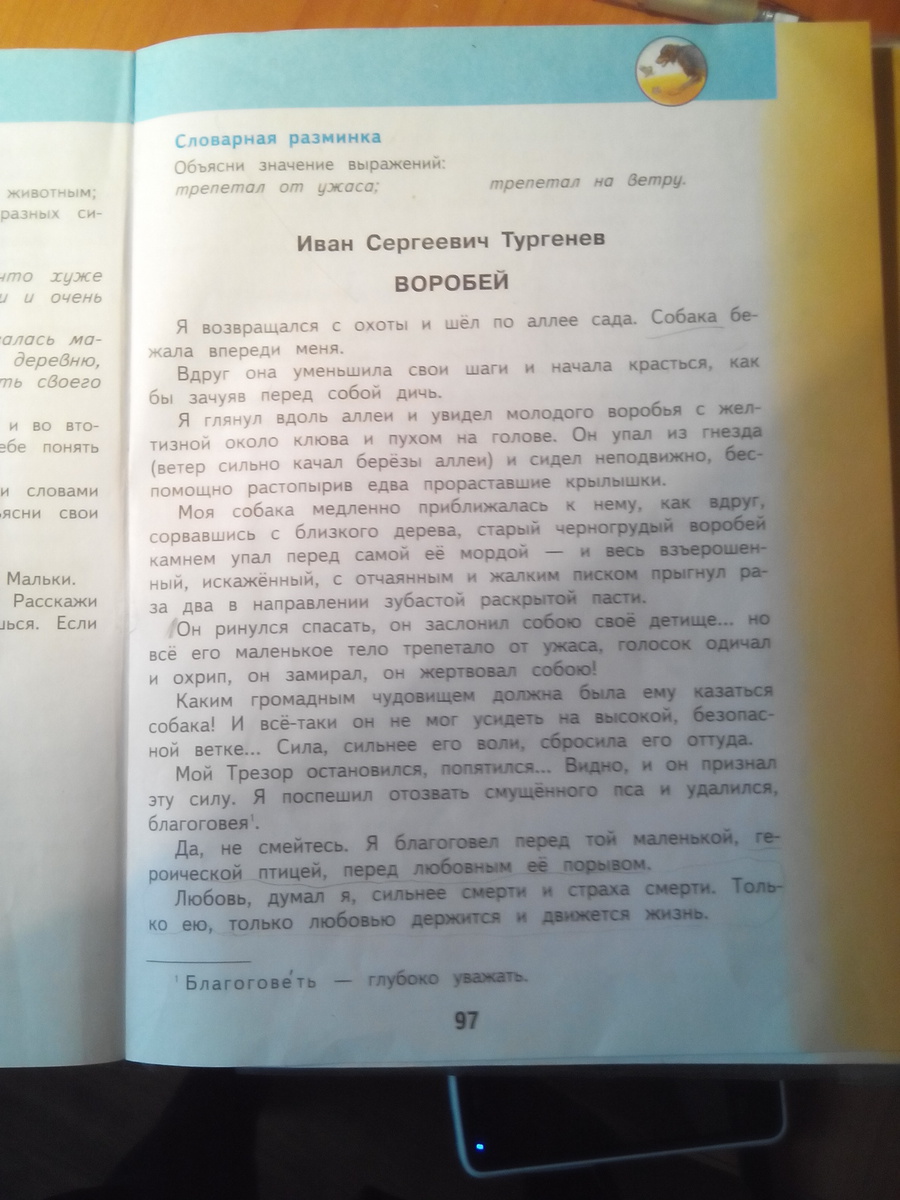 животным;
разных си-
что хуже
и и очень
залась ма-
деревню,
ть своего
и во вто-
ебе понять
и словами
ъясни свои
Мальки.
Расскажи
шься. Если
Словарная разминка
Объясни значение выражений:
трепетал от ужаса; трепетал на ветру.
Иван Сергеевич Тургенев
ВОРОБЕЙ
Я возвращался с охоты и шёл по аллее сада. Собака бе-
жала впереди меня.
Вдруг она уменьшила свои шаги и начала красться, как
бы зачуяв перед собой дичь.
Я глянул вдоль аллеи и увидел молодого воробья с жел-
тизной около клюва и пухом на голове. Он упал из гнезда
(ветер сильно качал берёзы аллеи) и сидел неподвижно, бес-
помощно растопырив едва прораставшие крылышки.
Моя собака медленно приближалась к нему, как вдруг,
сорвавшись с близкого дерева, старый черногрудый воробей
камнем упал перед самой её мордой — и весь взъерошен-
ный, искажённый, с отчаянным и жалким писком прыгнул ра-
за два в направлении зубастой раскрытой пасти.
Он ринулся спасать, он заслонил собою своё детище... но
всё его маленькое тело трепетало от ужаса, голосок одичал
и охрип, он замирал, он жертвовал собою!
Каким громадным чудовищем должна была ему казаться
собака! И всё-таки он не мог усидеть на высокой, безопас-
ной ветке... Сила, сильнее его воли, сбросила его оттуда.
Мой Трезор остановился, попятился... Видно, и он признал
эту силу. Я поспешил отозвать смущённого пса и удалился,
благоговея¹.
Да, не смейтесь. Я благоговел перед той маленькой, ге-
роической птицей, перед любовным её порывом.
Любовь, думал я, сильнее смерти и страха смерти. Толь-
ко ею, только любовью держится и движется жизнь.
¹ Благогове́ть — глубоко уважать.
97